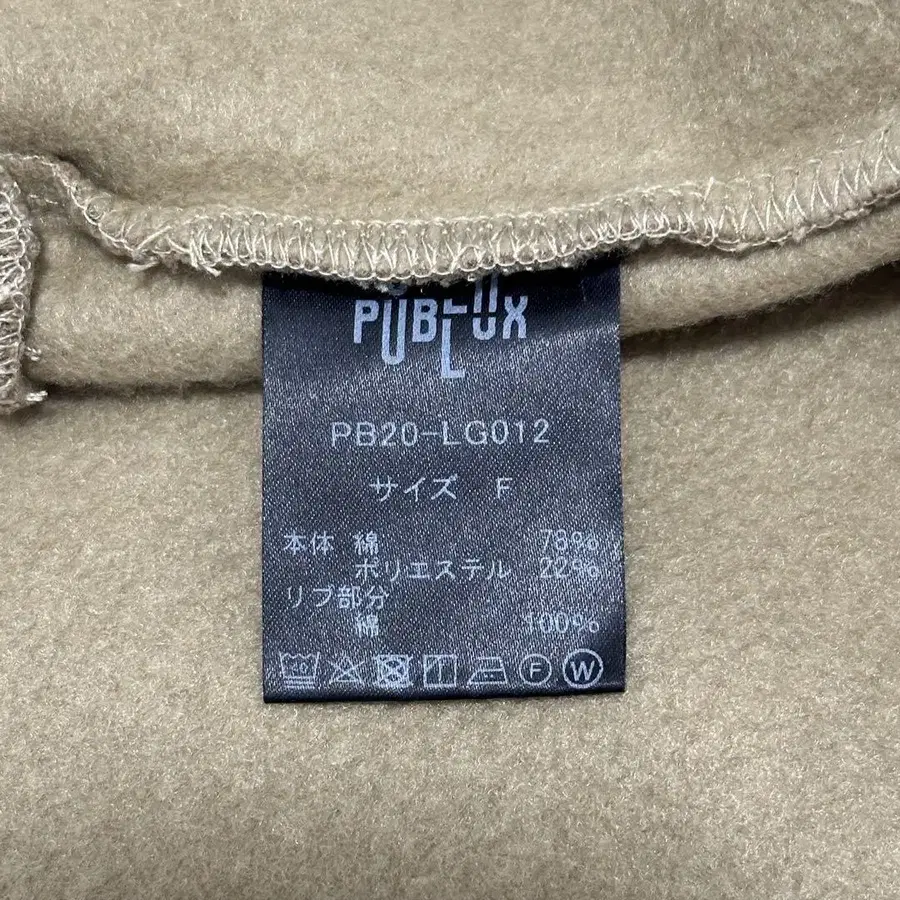 PUBLUX
PB20-LG012
サイズ F
本体 綿 78%
ポリエステル 22%
リブ部分
綿 100%
40
F W